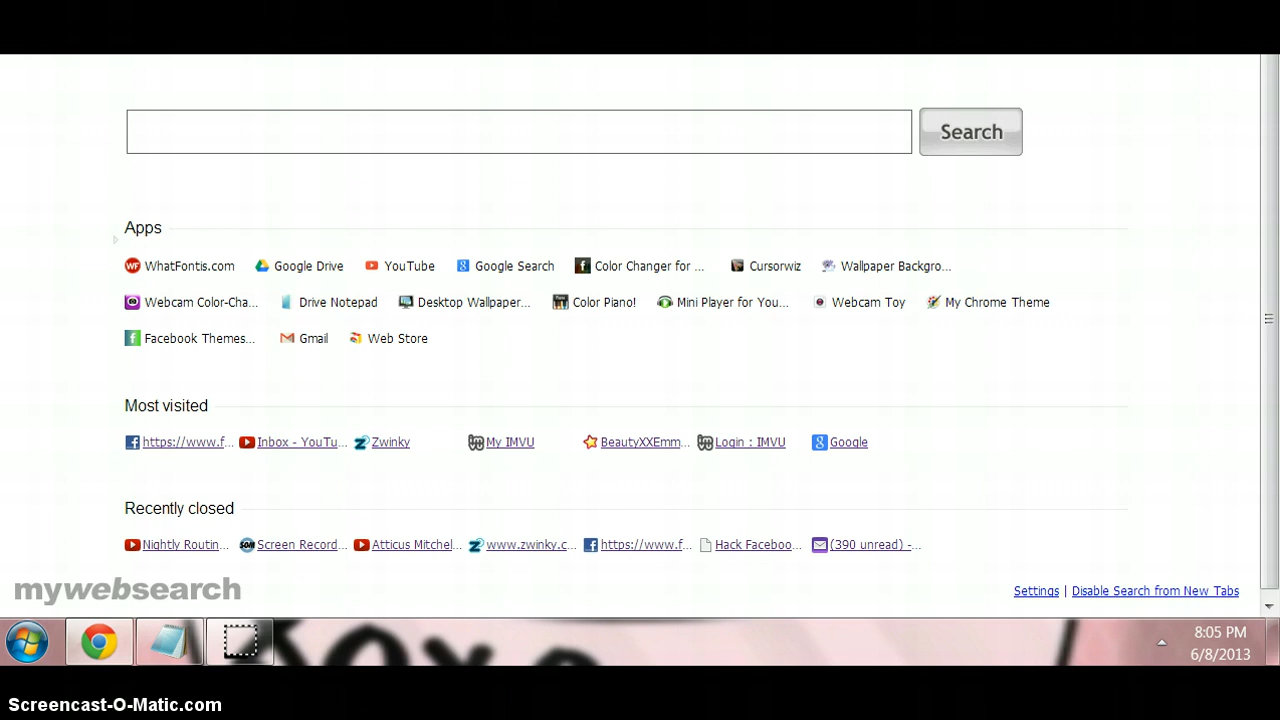 Search
Apps
WhatFontis.com Google Drive YouTube Google Search Color Changer for ... Cursorwiz Wallpaper Backgro...
Webcam Color-Cha... Drive Notepad Desktop Wallpaper... Color Piano! Mini Player for You... Webcam Toy My Chrome Theme
Facebook Themes... Gmail Web Store
Most visited
https://www.f... Inbox - YouTu... Zwinky My IMVU BeautyXXEmm... Login : IMVU Google
Recently closed
Nightly Routin... Screen Record... Atticus Mitchel... www.zwinky.c... https://www.f... Hack Faceboo... (390 unread) -...
mywebsearch
Settings | Disable Search from New Tabs
8:05 PM
6/8/2013
Screencast-O-Matic.com